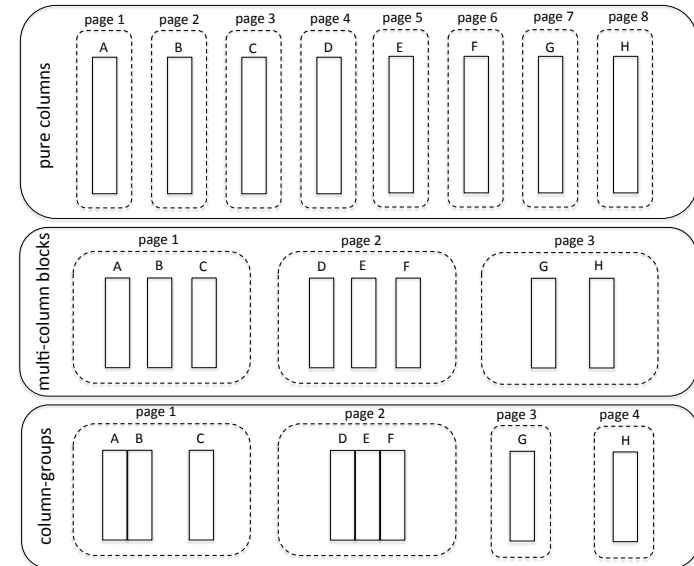 pure columns
page 1 page 2 page 3 page 4 page 5 page 6 page 7 page 8
A B C D E F G H
multi-column blocks
page 1 page 2 page 3
A B C D E F G H
column-groups
page 1 page 2 page 3 page 4
A B C D E F G H